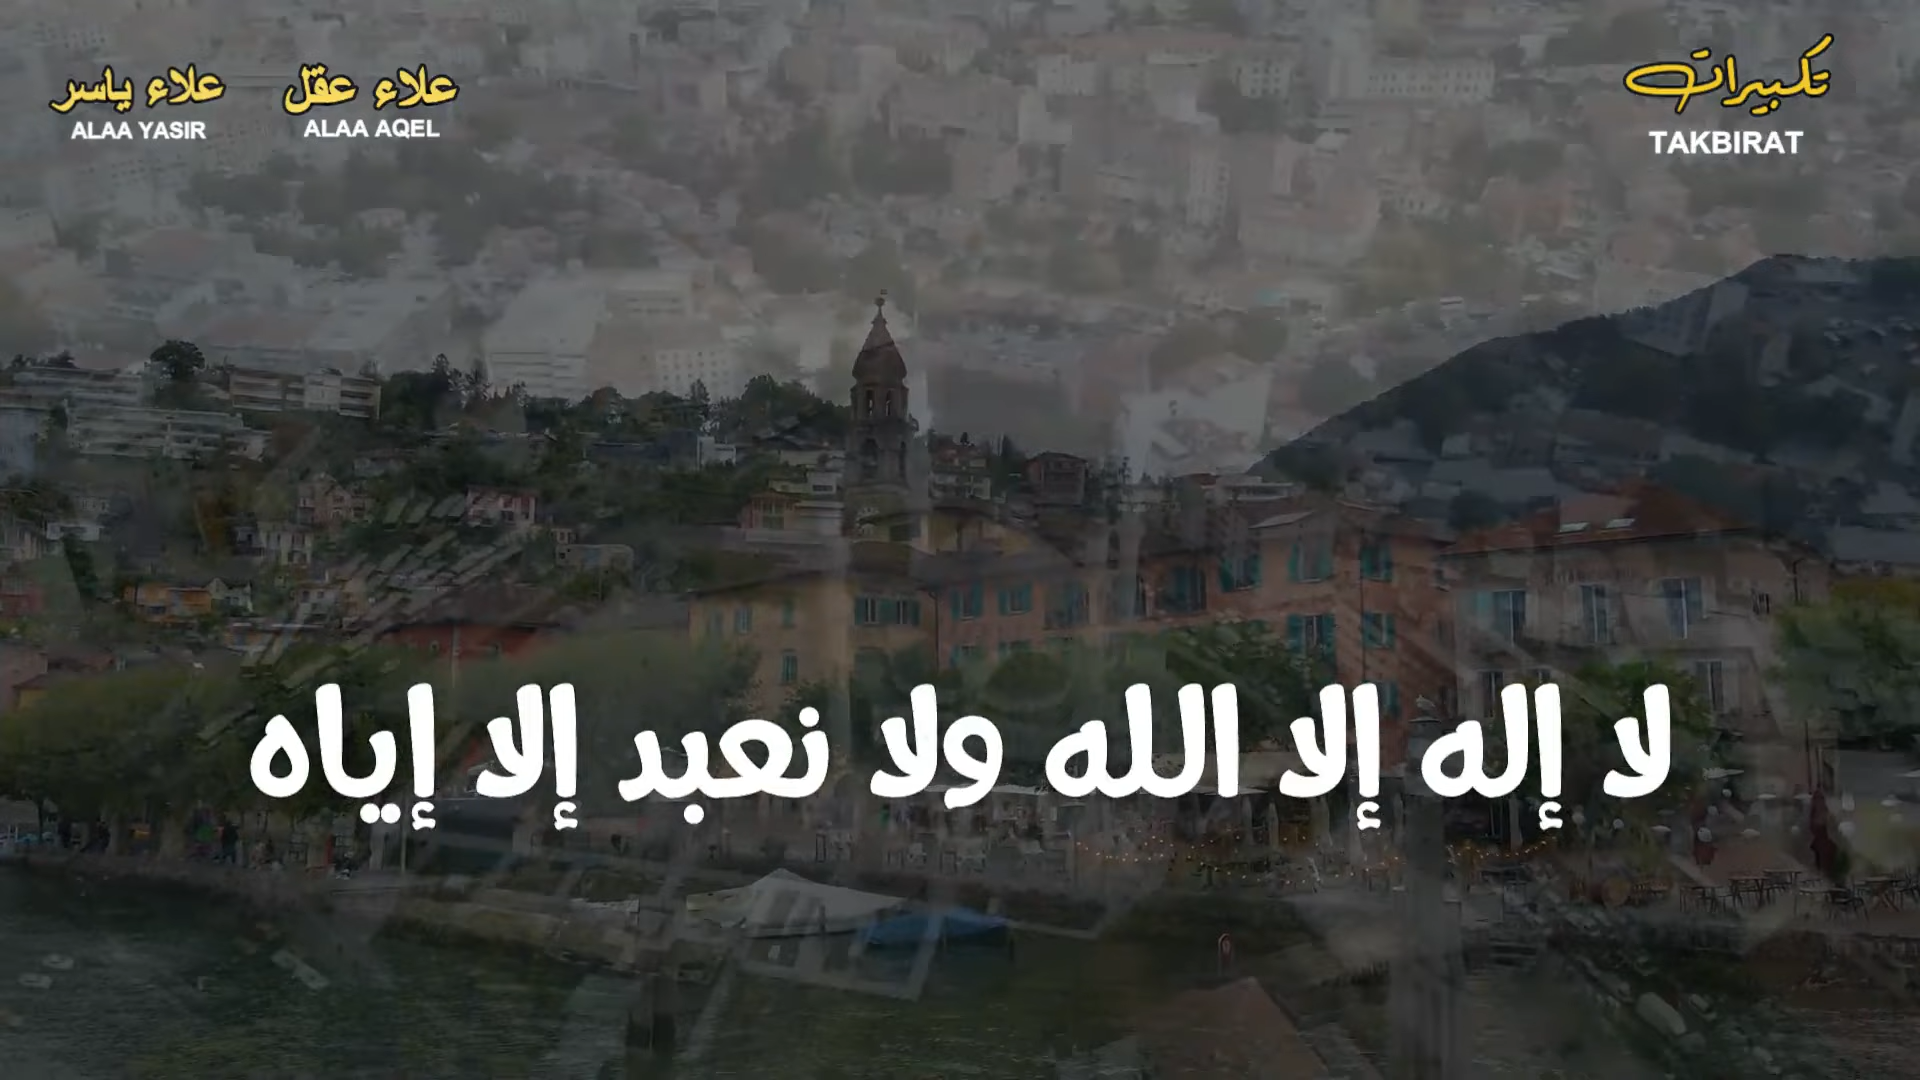 علاء ياسر
ALAA YASIR
علاء عقل
ALAA AQEL
تكبيرات
TAKBIRAT
لا إله إلا الله ولا نعبد إلا إياه